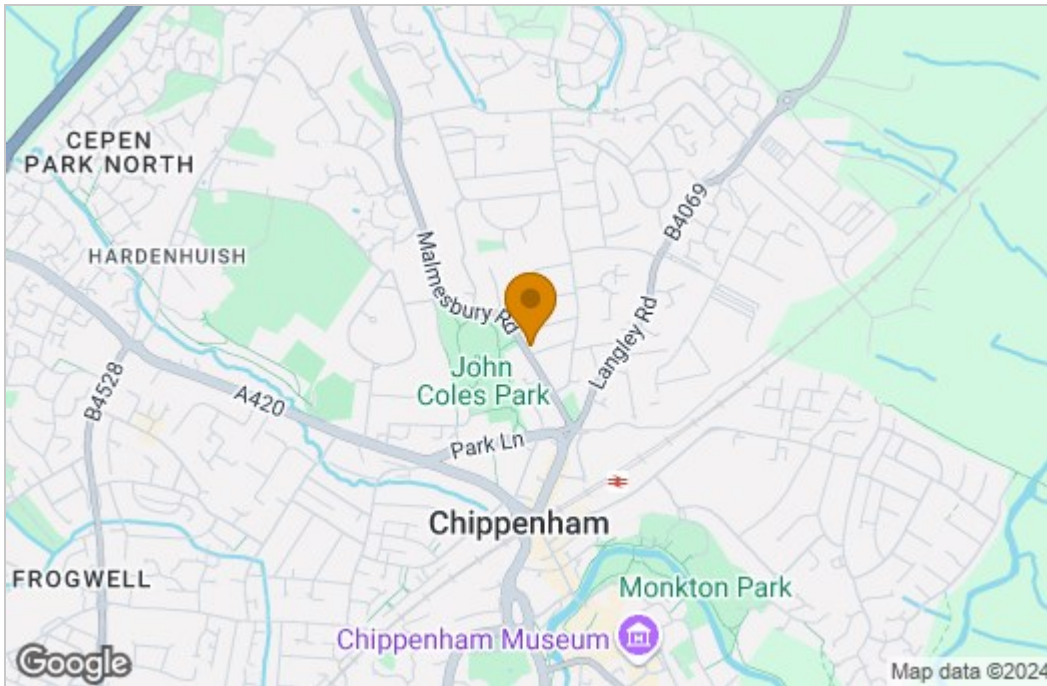 CEPEN
PARK NORTH
HARDENHUISH
Malmesbury Rd
B4069
Langley Rd
John
Coles Park
B4528
A420
Park Ln
Chippenham
FROGWELL
Monkton Park
Chippenham Museum
Google
Map data ©2024